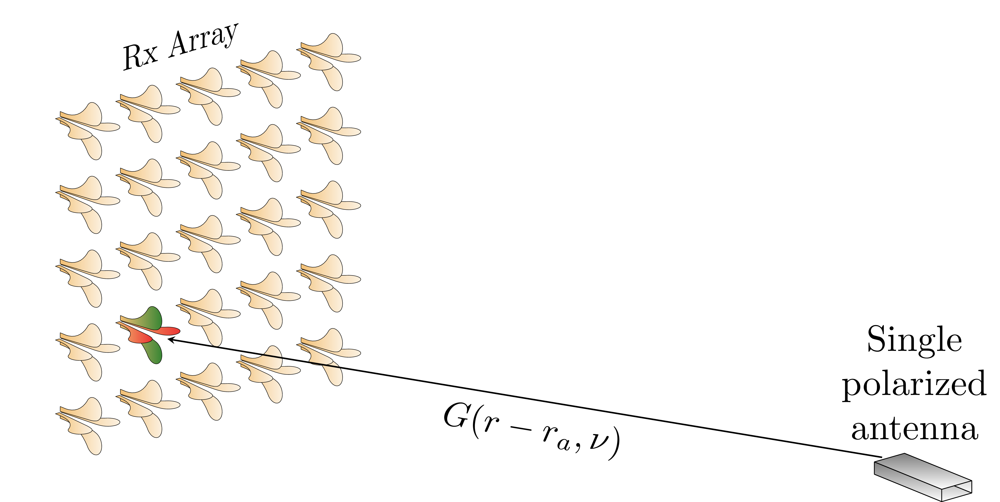 Rx Array
Single
polarized
antenna
G(r − r_a, ν)